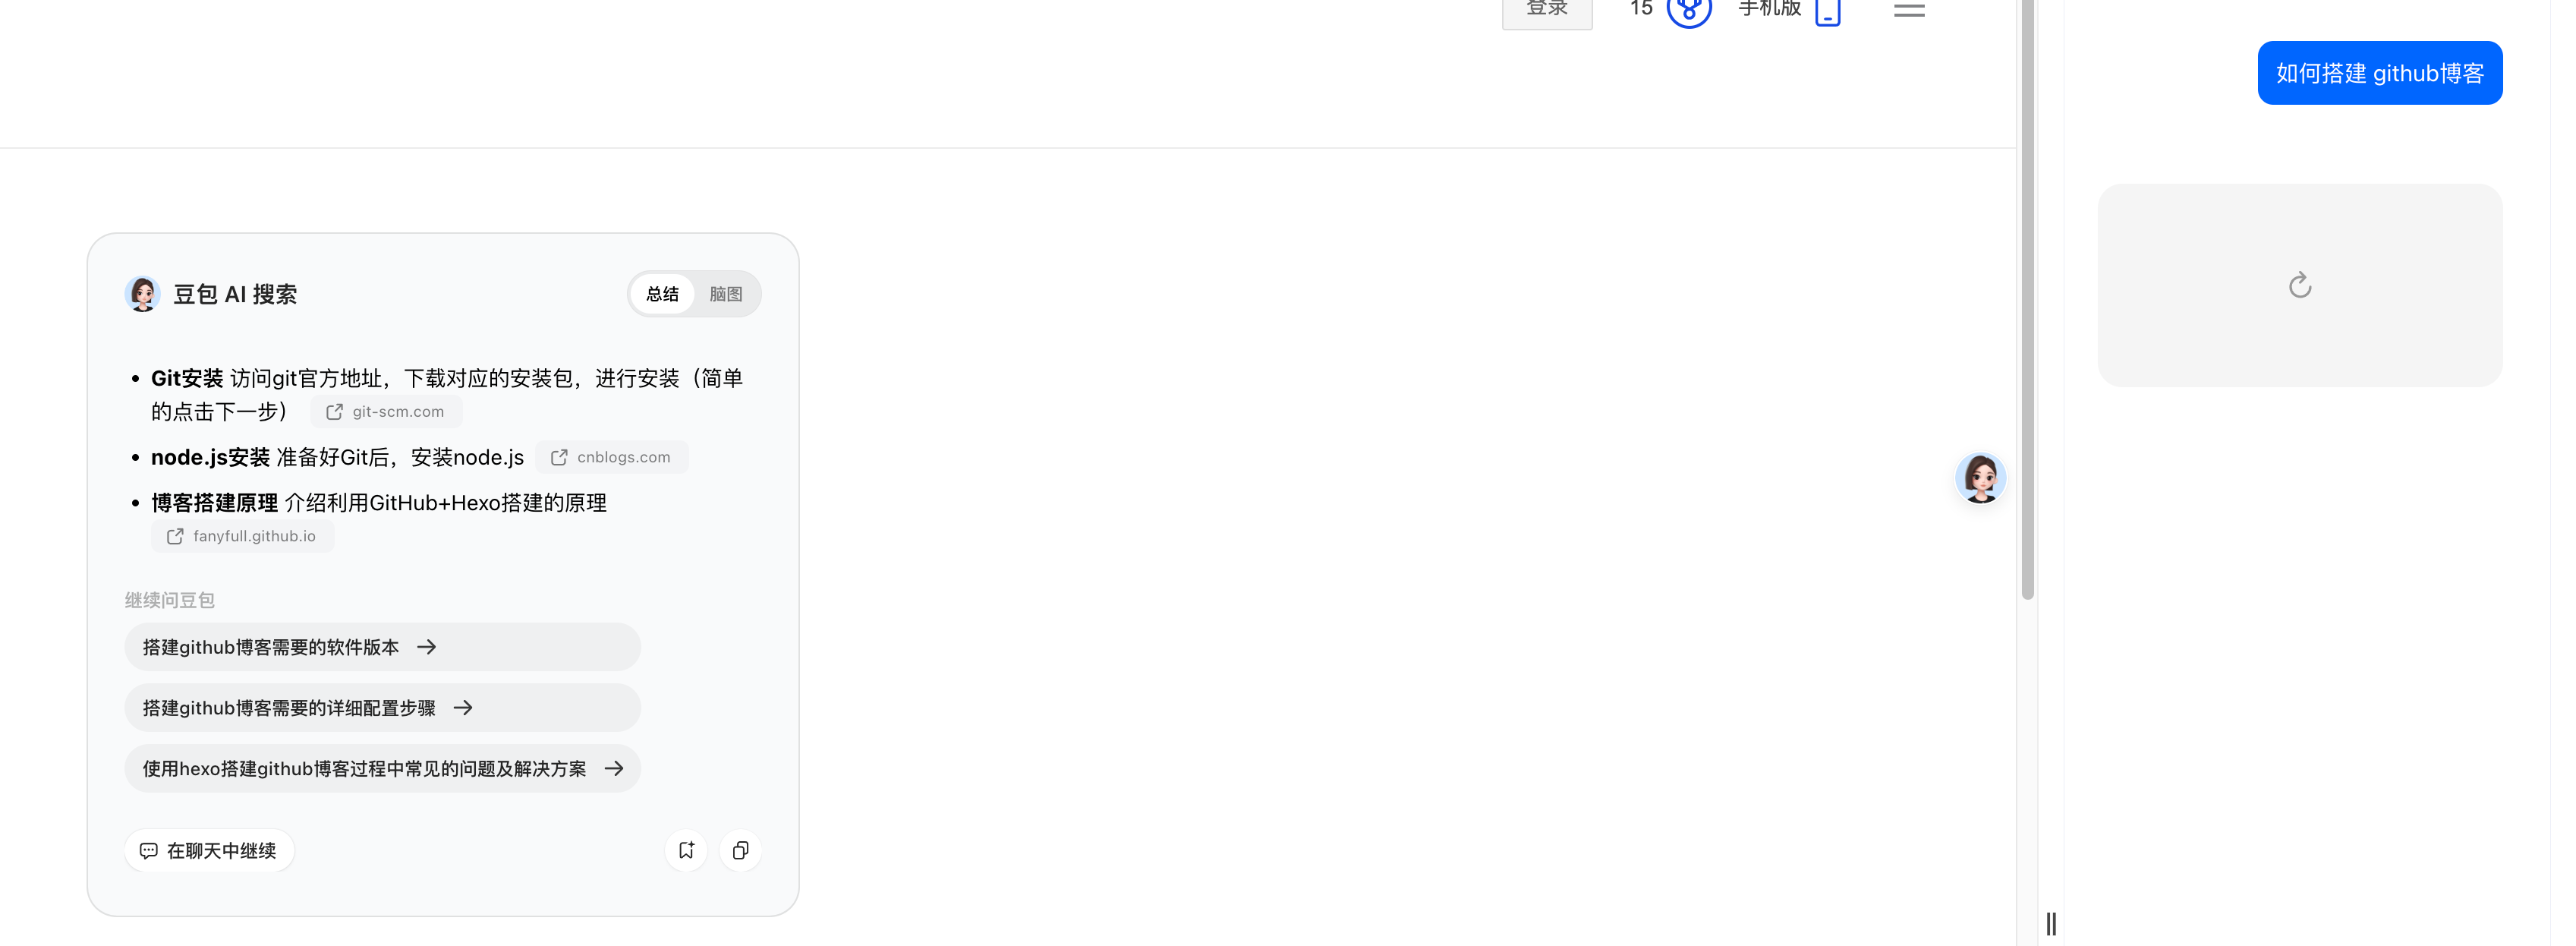 登录 15 手机版
如何搭建 github博客
豆包 AI 搜索
总结 脑图
Git安装 访问git官方地址，下载对应的安装包，进行安装（简单
的点击下一步） git-scm.com
node.js安装 准备好Git后，安装node.js cnblogs.com
博客搭建原理 介绍利用GitHub+Hexo搭建的原理
fanyfull.github.io
继续问豆包
搭建github博客需要的软件版本
搭建github博客需要的详细配置步骤
使用hexo搭建github博客过程中常见的问题及解决方案
在聊天中继续